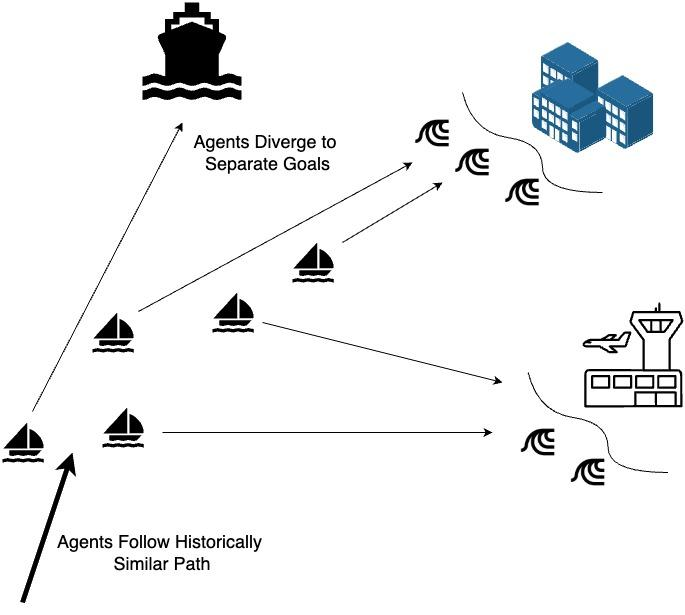 Agents Diverge to
Separate Goals
Agents Follow Historically
Similar Path